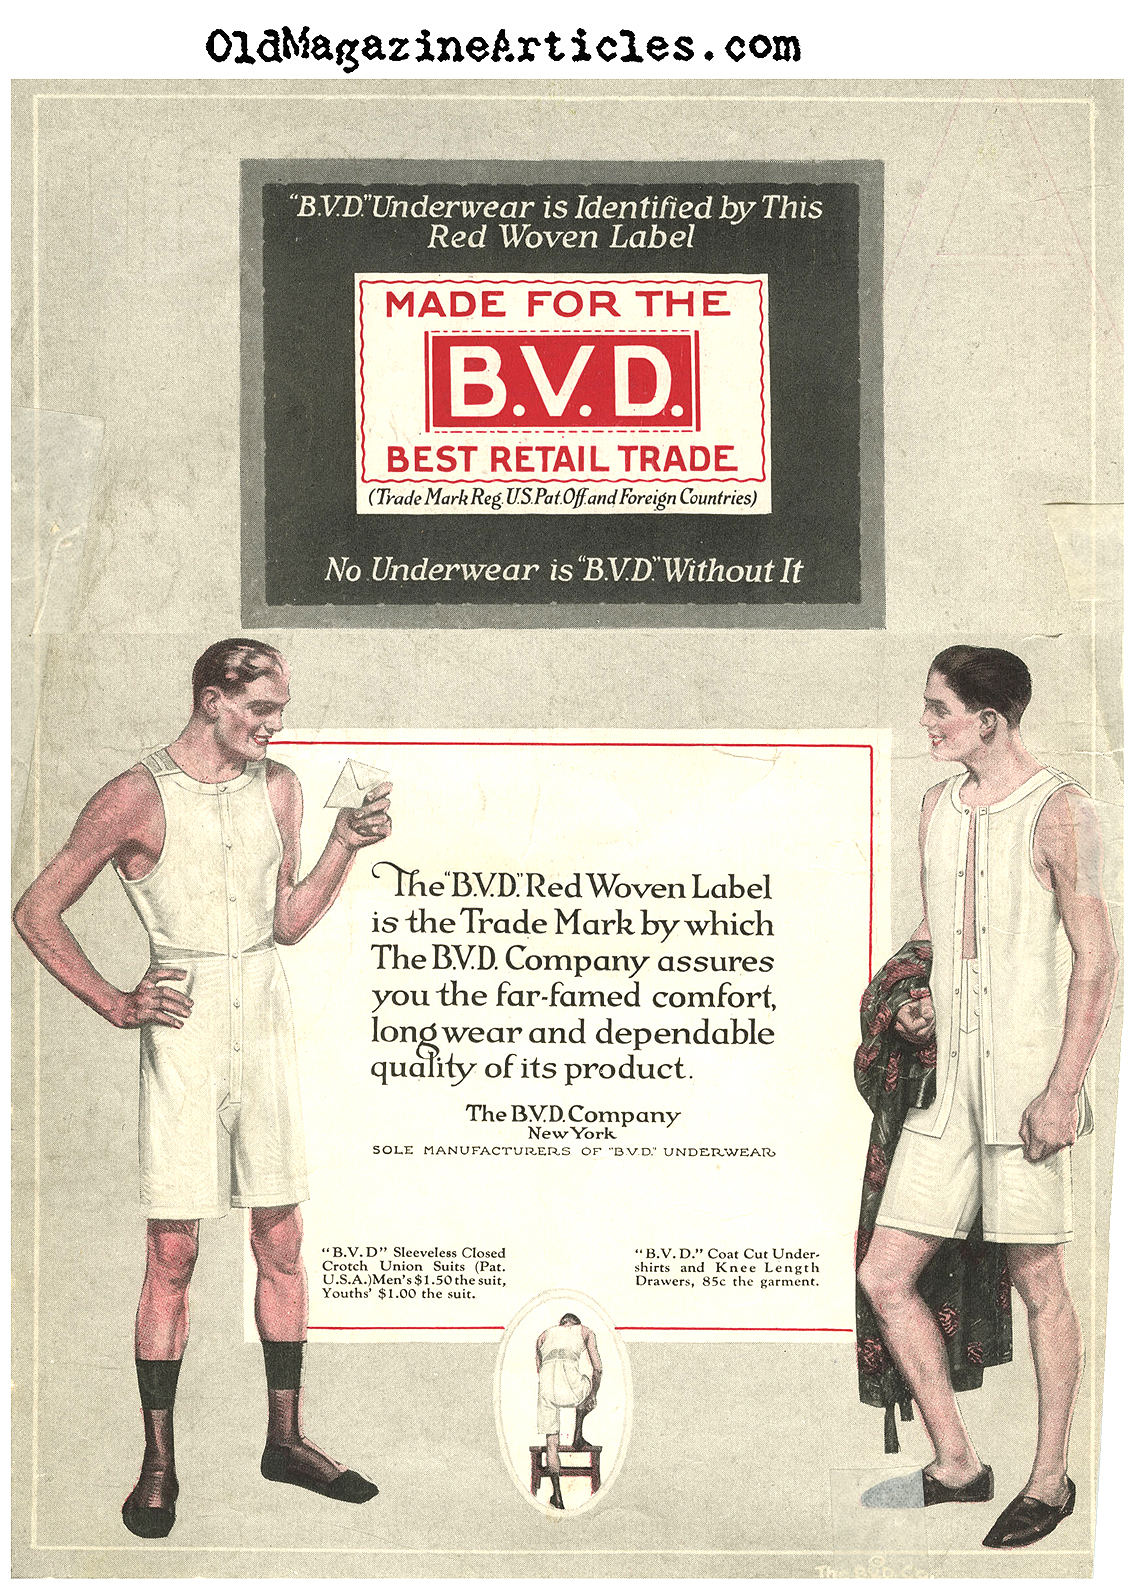 OldMagazineArticles.com
"B.V.D." Underwear is Identified by This
Red Woven Label
MADE FOR THE
B.V.D.
BEST RETAIL TRADE
(Trade Mark Reg. U.S. Pat. Off. and Foreign Countries)
No Underwear is "B.V.D." Without It
The "B.V.D." Red Woven Label
is the Trade Mark by which
The B.V.D. Company assures
you the far-famed comfort,
long wear and dependable
quality of its product.
The B.V.D. Company
New York
SOLE MANUFACTURERS OF "B.V.D." UNDERWEAR
"B.V.D" Sleeveless Closed
Crotch Union Suits (Pat.
U.S.A.) Men's $1.50 the suit,
Youths' $1.00 the suit.
"B.V.D." Coat Cut Under-
shirts and Knee Length
Drawers, 85c the garment.
©
The B.V.D. Co.